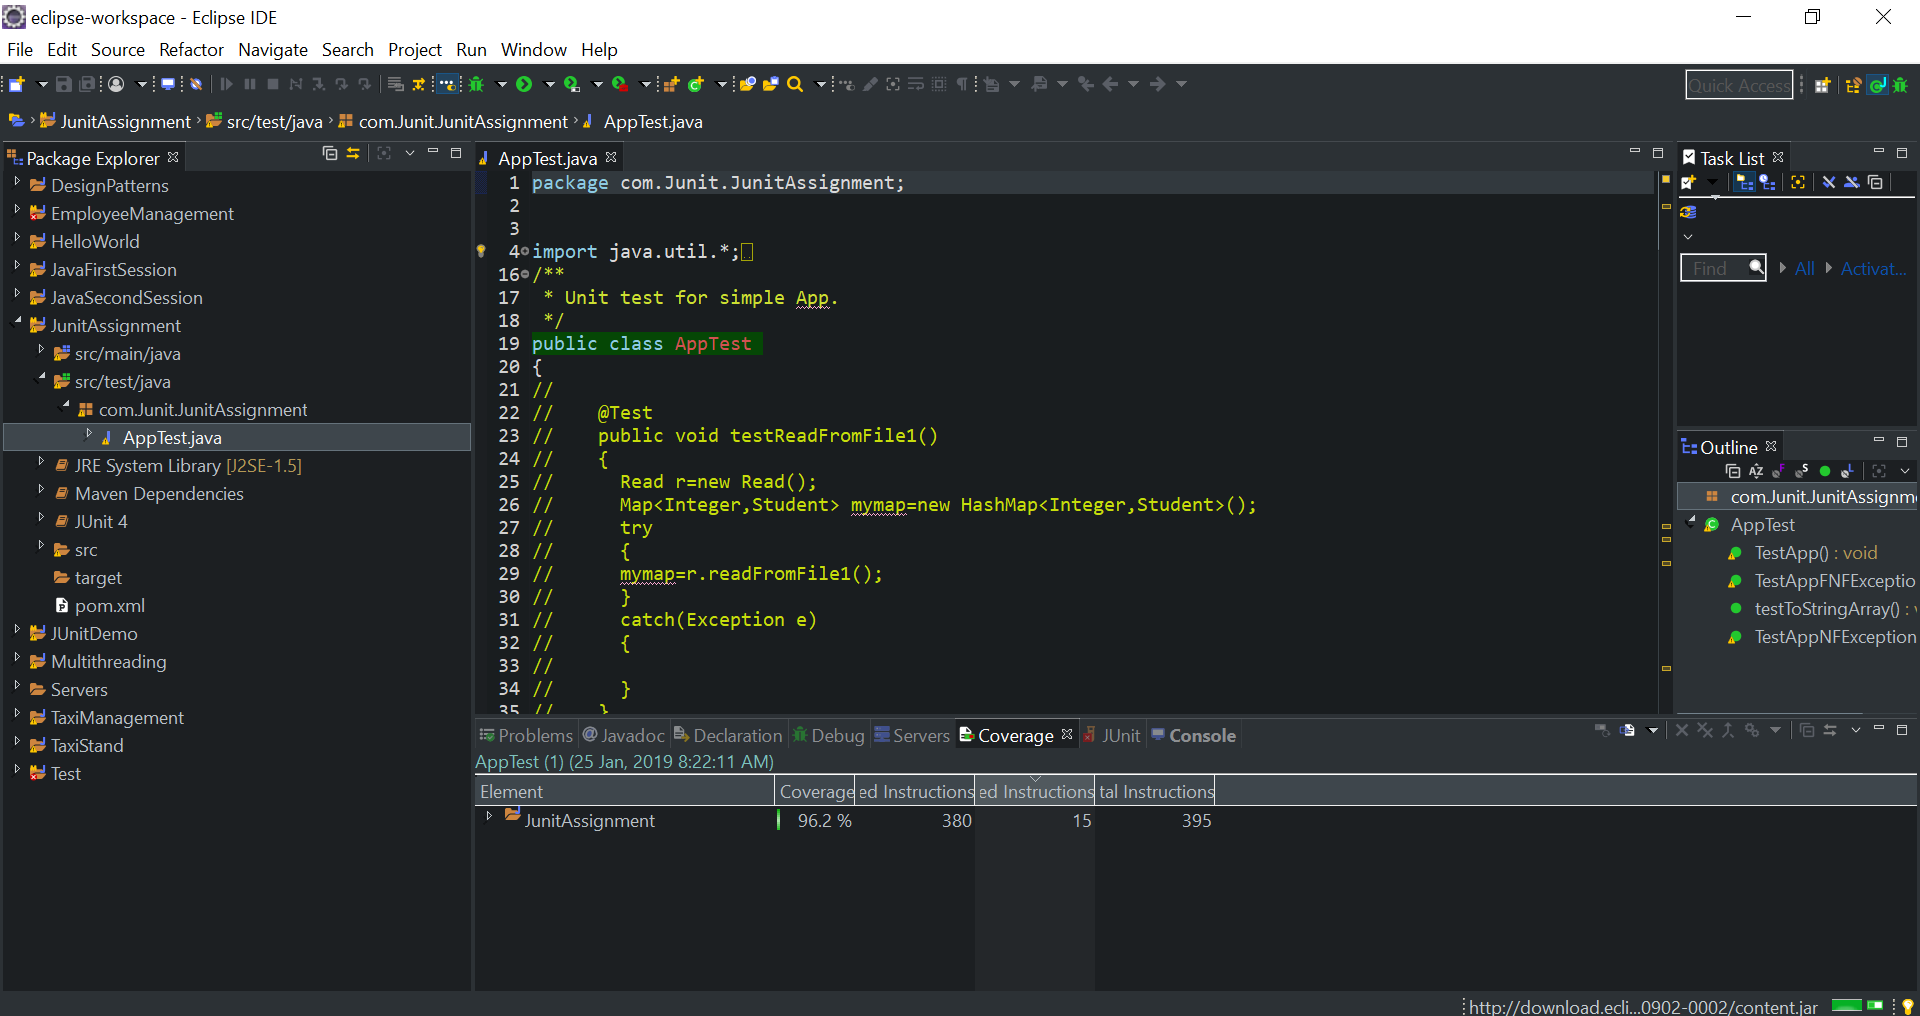 eclipse-workspace - Eclipse IDE
File Edit Source Refactor Navigate Search Project Run Window Help
Quick Access
JunitAssignment src/test/java com.Junit.JunitAssignment AppTest.java
Package Explorer
DesignPatterns
EmployeeManagement
HelloWorld
JavaFirstSession
JavaSecondSession
JunitAssignment
src/main/java
src/test/java
com.Junit.JunitAssignment
AppTest.java
JRE System Library [J2SE-1.5]
Maven Dependencies
JUnit 4
src
target
pom.xml
JUnitDemo
Multithreading
Servers
TaxiManagement
TaxiStand
Test
AppTest.java
1 package com.Junit.JunitAssignment;
2
3
4 import java.util.*;
16 /**
17  * Unit test for simple App.
18  */
19 public class AppTest
20 {
21 //
22 //    @Test
23 //    public void testReadFromFile1()
24 //    {
25 //      Read r=new Read();
26 //      Map<Integer,Student> mymap=new HashMap<Integer,Student>();
27 //      try
28 //      {
29 //      mymap=r.readFromFile1();
30 //      }
31 //      catch(Exception e)
32 //      {
33 //
34 //      }
35 //    }
Task List
Find All Activat...
Outline
com.Junit.JunitAssignm
AppTest
TestApp() : void
TestAppFNFExceptio
testToStringArray() :
TestAppNFException
Problems Javadoc Declaration Debug Servers Coverage JUnit Console
AppTest (1) (25 Jan, 2019 8:22:11 AM)
Element Coverage ed Instructions ed Instructions tal Instructions
JunitAssignment 96.2 % 380 15 395
http://download.ecli...0902-0002/content.jar